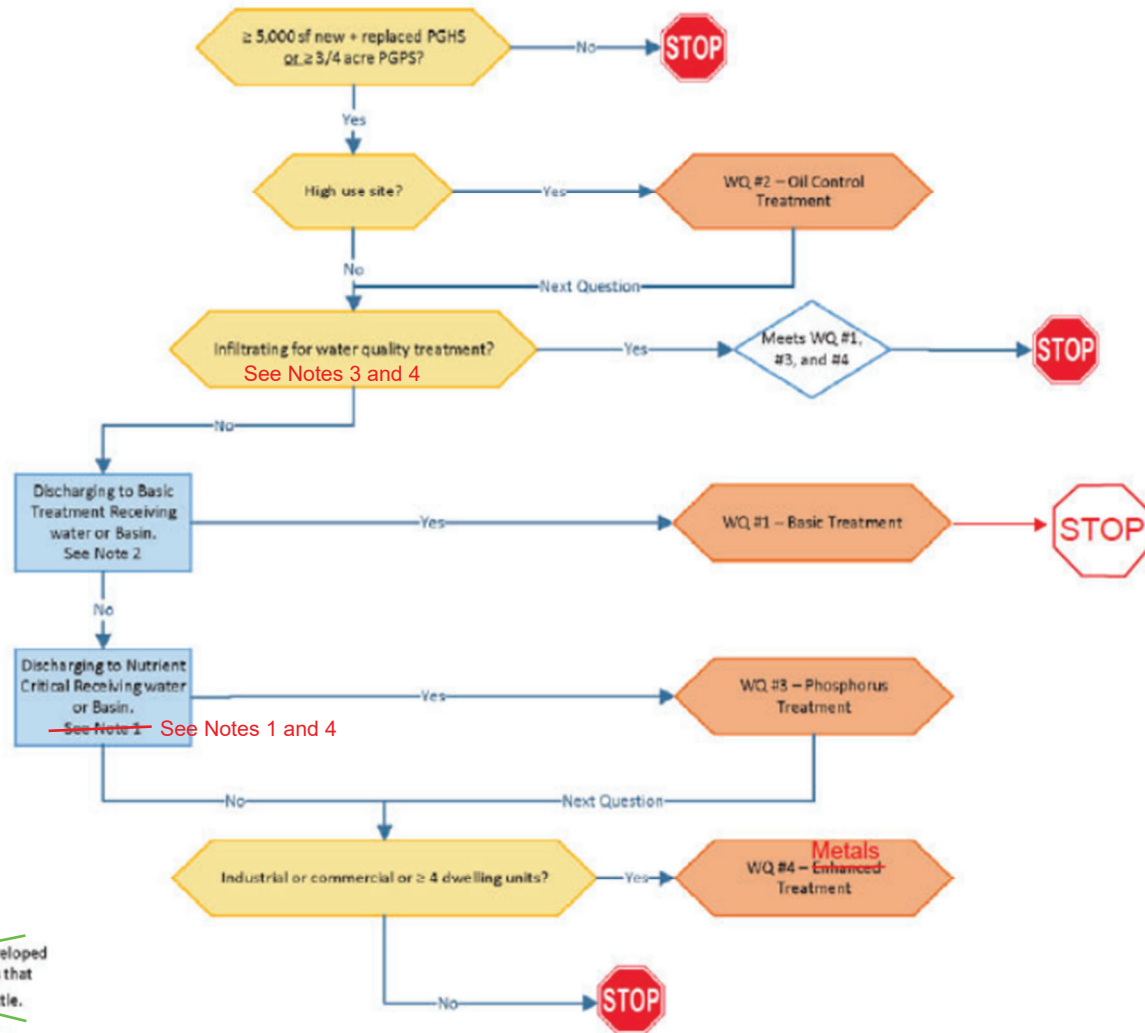 ≥ 5,000 sf new + replaced PGHS
or ≥ 3/4 acre PGPS?
No
STOP
Yes
High use site?
Yes
WQ #2 – Oil Control
Treatment
No
Next Question
Infiltrating for water quality treatment?
See Notes 3 and 4
Yes
Meets WQ #1,
#3, and #4
STOP
No
Discharging to Basic
Treatment Receiving
water or Basin.
See Note 2
Yes
WQ #1 – Basic Treatment
STOP
No
Discharging to Nutrient
Critical Receiving water
or Basin.
See Note 1 See Notes 1 and 4
Yes
WQ #3 – Phosphorus
Treatment
No
Next Question
Industrial or commercial or ≥ 4 dwelling units?
Yes
Metals
WQ #4 – Enhanced
Treatment
No
STOP
that